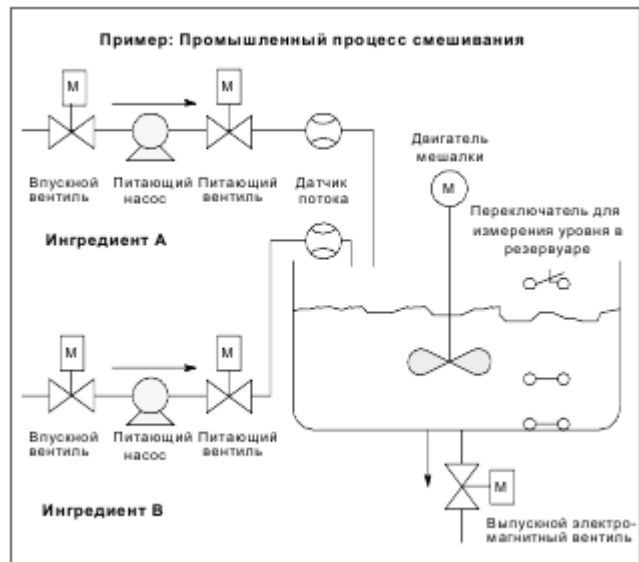 Пример: Промышленный процесс смешивания
М
М
Впускной
вентиль
Питающий
насос
Питающий
вентиль
Датчик
потока
Двигатель
мешалки
М
Переключатель для
измерения уровня в
резервуаре
Ингредиент А
М
М
Впускной
вентиль
Питающий
насос
Питающий
вентиль
Ингредиент В
М
Выпускной электро-
магнитный вентиль